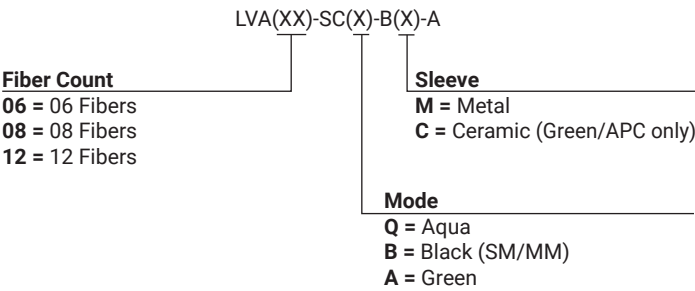 LVA(XX)-SC(X)-B(X)-A
Fiber Count
06 = 06 Fibers
08 = 08 Fibers
12 = 12 Fibers
Sleeve
M = Metal
C = Ceramic (Green/APC only)
Mode
Q = Aqua
B = Black (SM/MM)
A = Green